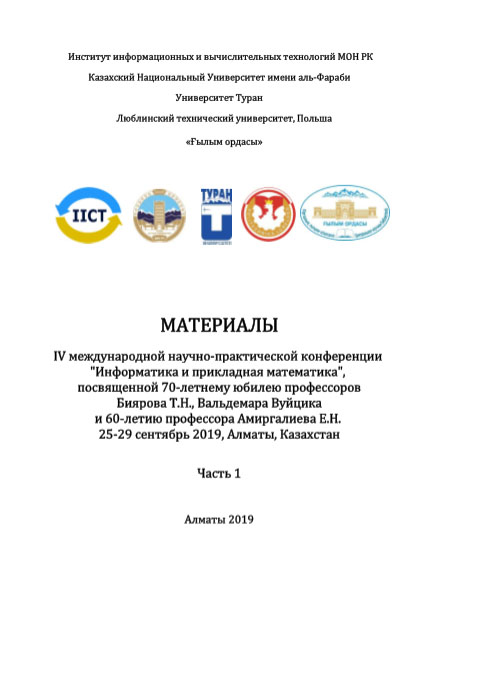 Институт информационных и вычислительных технологий МОН РК
Казахский Национальный Университет имени аль-Фараби
Университет Туран
Люблинский технический университет, Польша
«Ғылым ордасы»
IICT
ТУРАН
ҒЫЛЫМ ОРДАСЫ
МАТЕРИАЛЫ
IV международной научно-практической конференции
"Информатика и прикладная математика",
посвященной 70-летнему юбилею профессоров
Биярова Т.Н., Вальдемара Вуйцика
и 60-летию профессора Амиргалиева Е.Н.
25-29 сентябрь 2019, Алматы, Казахстан
Часть 1
Алматы 2019